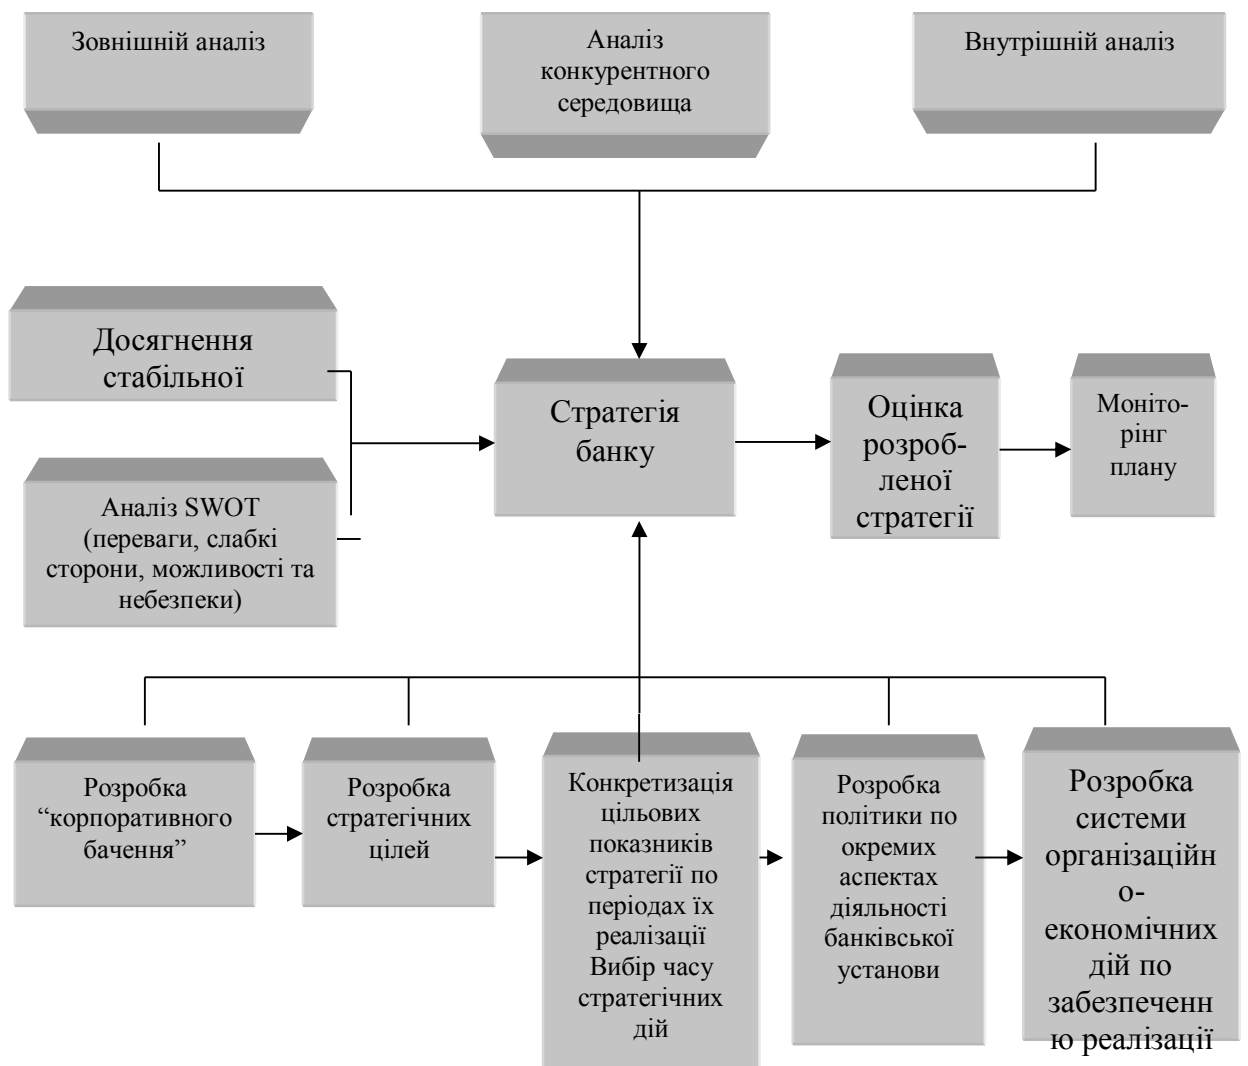 Зовнішній аналіз
Аналіз
конкурентного
середовища
Внутрішній аналіз
Досягнення
стабільної
Аналіз SWOT
(переваги, слабкі
сторони, можливості та
небезпеки)
Стратегія
банку
Оцінка
розроб-
леної
стратегії
Моніто-
рінг
плану
Розробка
“корпоративного
бачення”
Розробка
стратегічних
цілей
Конкретизація
цільових
показників
стратегії по
періодах їх
реалізації
Вибір часу
стратегічних
дій
Розробка
політики по
окремих
аспектах
діяльності
банківської
установи
Розробка
системи
організаційн
о-
економічних
дій по
забезпеченн
ю реалізації